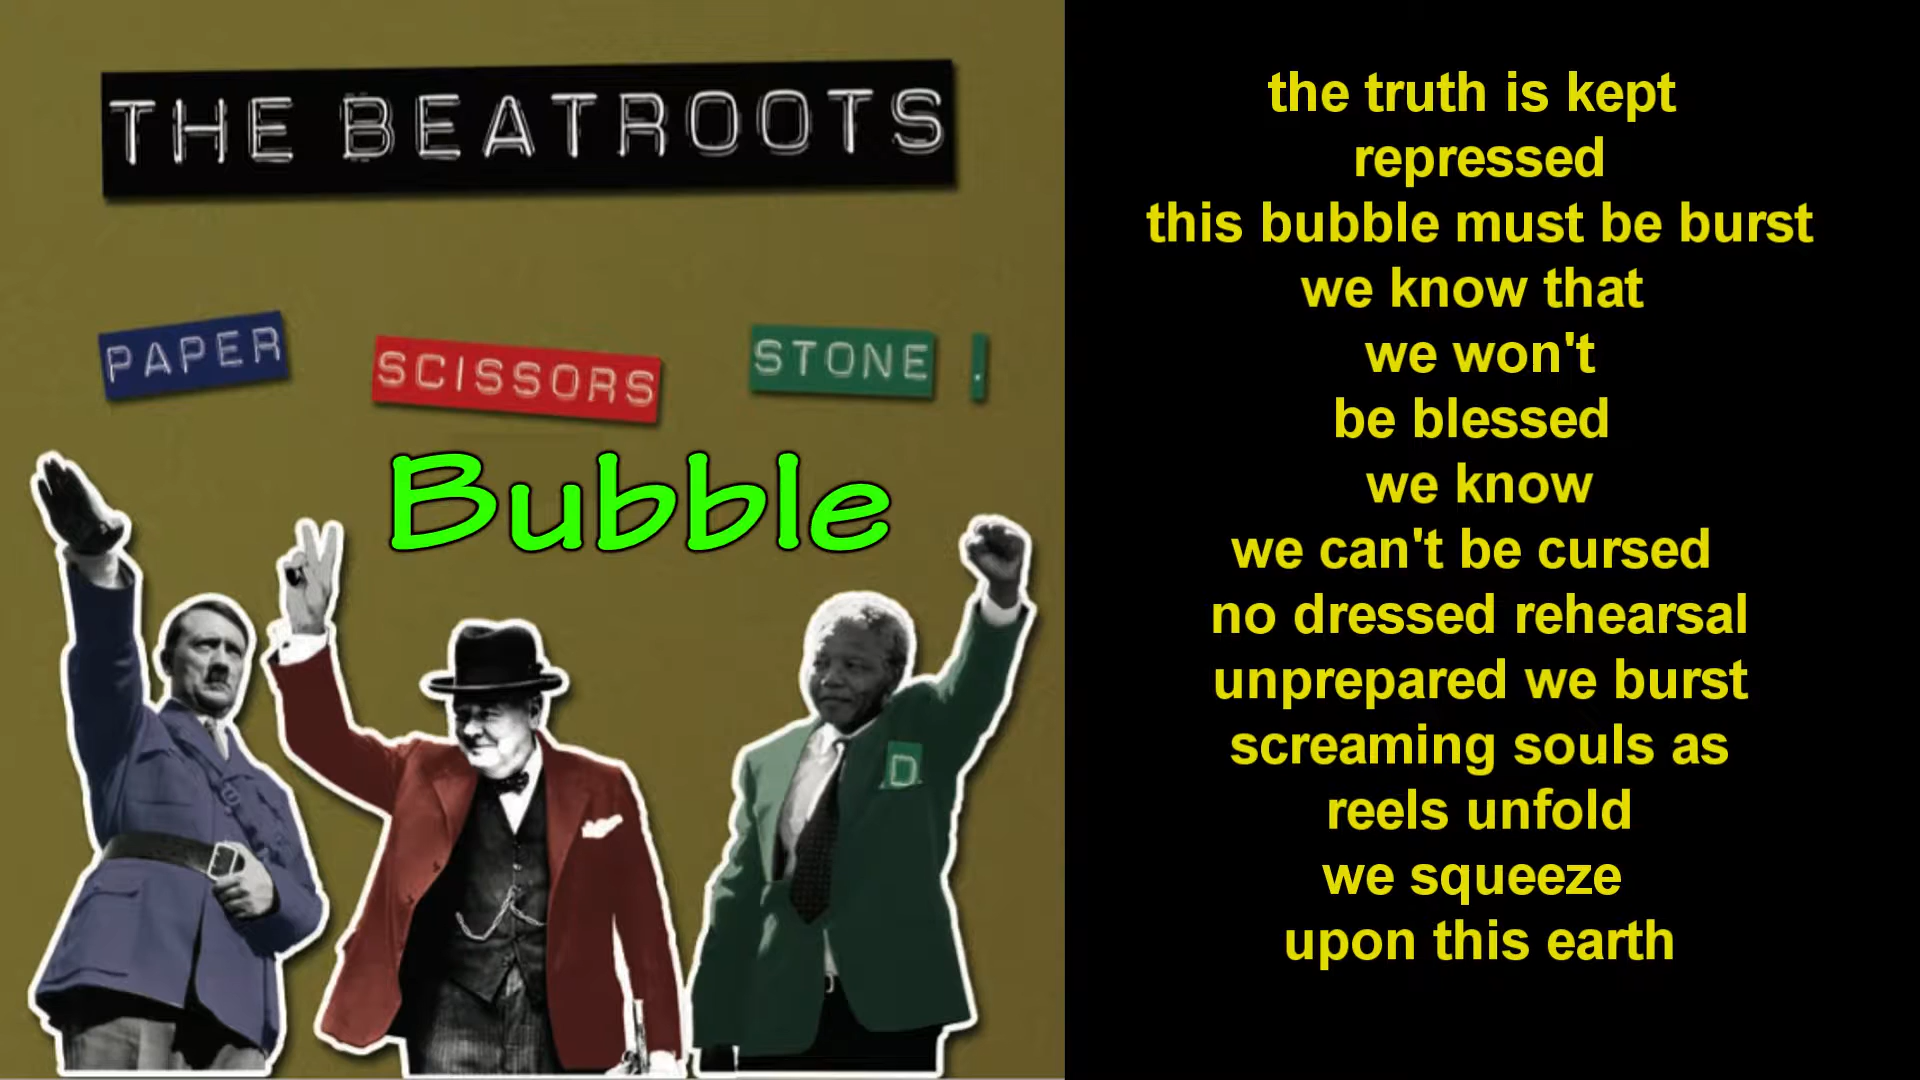 THE BEATROOTS
PAPER SCISSORS STONE !
Bubble
D
the truth is kept
repressed
this bubble must be burst
we know that
we won't
be blessed
we know
we can't be cursed
no dressed rehearsal
unprepared we burst
screaming souls as
reels unfold
we squeeze
upon this earth